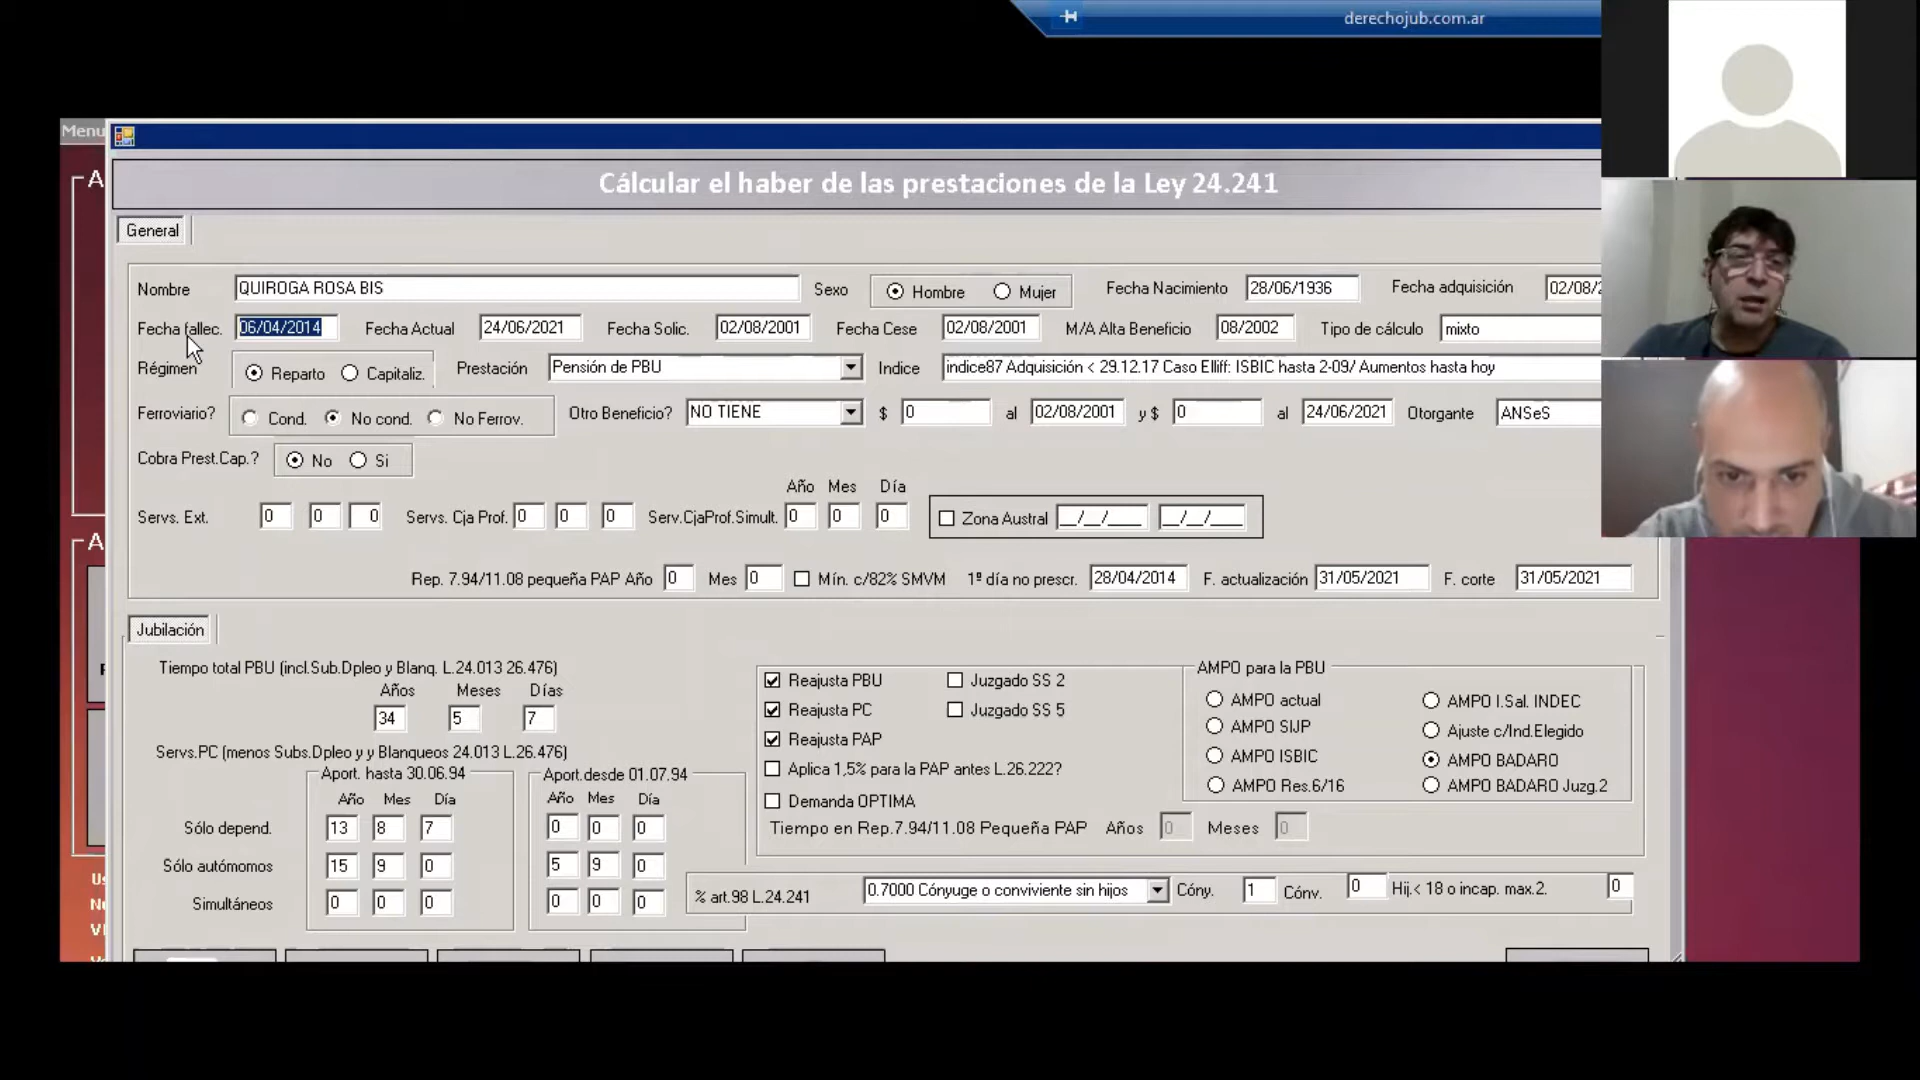 derechojub.com.ar
Menu
Cálcular el haber de las prestaciones de la Ley 24.241
General
Nombre QUIROGA ROSA BIS Sexo Hombre Mujer Fecha Nacimiento 28/06/1936 Fecha adquisición 02/08/2
Fecha fallec. 06/04/2014 Fecha Actual 24/06/2021 Fecha Solic. 02/08/2001 Fecha Cese 02/08/2001 M/A Alta Beneficio 08/2002 Tipo de cálculo mixto
Régimen Reparto Capitaliz. Prestación Pensión de PBU Indice indice87 Adquisición < 29.12.17 Caso Elliff: ISBIC hasta 2-09/ Aumentos hasta hoy
Ferroviario? Cond. No cond. No Ferrov. Otro Beneficio? NO TIENE $ 0 al 02/08/2001 y $ 0 al 24/06/2021 Otorgante ANSeS
Cobra Prest.Cap.? No Si
Año Mes Día
Servs. Ext. 0 0 0 Servs. Cja Prof. 0 0 0 Serv.CjaProf.Simult. 0 0 0 Zona Austral __/__/____ __/__/____
Rep. 7.94/11.08 pequeña PAP Año 0 Mes 0 Mín. c/82% SMVM 1º día no prescr. 28/04/2014 F. actualización 31/05/2021 F. corte 31/05/2021
Jubilación
Tiempo total PBU (incl.Sub.Dpleo y Blanq. L.24.013 26.476)
Años Meses Días
34 5 7
Servs.PC (menos Subs.Dpleo y y Blanqueos 24.013 L.26.476)
Aport. hasta 30.06.94 Aport.desde 01.07.94
Año Mes Día Año Mes Día
Sólo depend. 13 8 7 0 0 0
Sólo autómomos 15 9 0 5 9 0
Simultáneos 0 0 0 0 0 0
Reajusta PBU Juzgado SS 2
Reajusta PC Juzgado SS 5
Reajusta PAP
Aplica 1,5% para la PAP antes L.26.222?
Demanda OPTIMA
Tiempo en Rep.7.94/11.08 Pequeña PAP Años 0 Meses 0
AMPO para la PBU
AMPO actual AMPO I.Sal. INDEC
AMPO SIJP Ajuste c/Ind.Elegido
AMPO ISBIC AMPO BADARO
AMPO Res.6/16 AMPO BADARO Juzg.2
% art.98 L.24.241 0.7000 Cónyuge o conviviente sin hijos Cóny. 1 Cónv. 0 Hij.< 18 o incap. max.2. 0